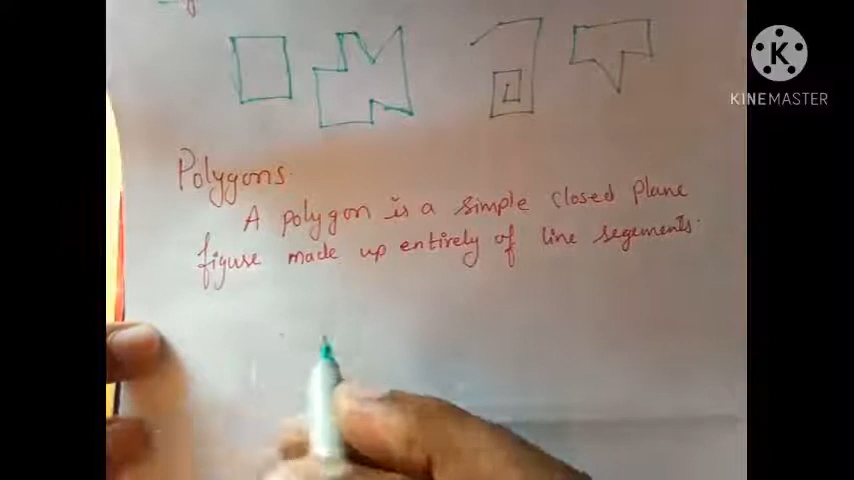 KINEMASTER
Polygons.
A polygon is a simple closed plane
figure made up entirely of line segements.